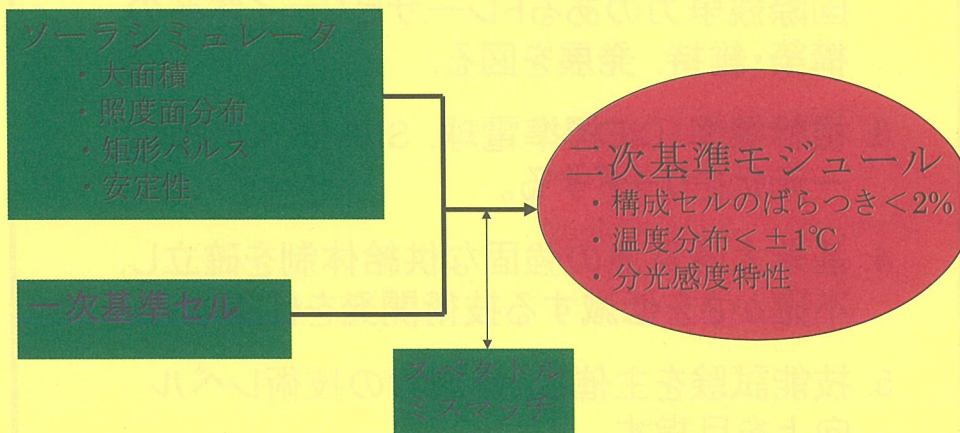 ソーラシミュレータ
・大面積
・照度面分布
・矩形パルス
・安定性
一次基準セル
スペクトル
ミスマッチ
二次基準モジュール
・構成セルのばらつき<2%
・温度分布<±1℃
・分光感度特性